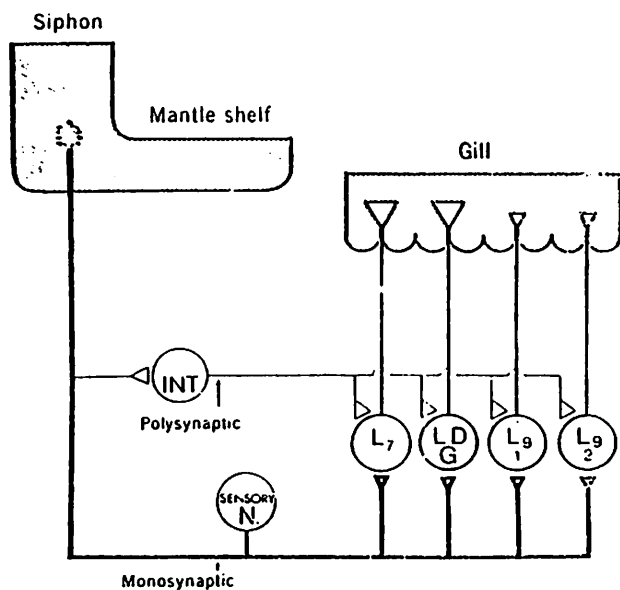 Siphon
Mantle shelf
Gill
INT
Polysynaptic
L7
LD
G
L9
1
L9
2
SENSORY
N.
Monosynaptic